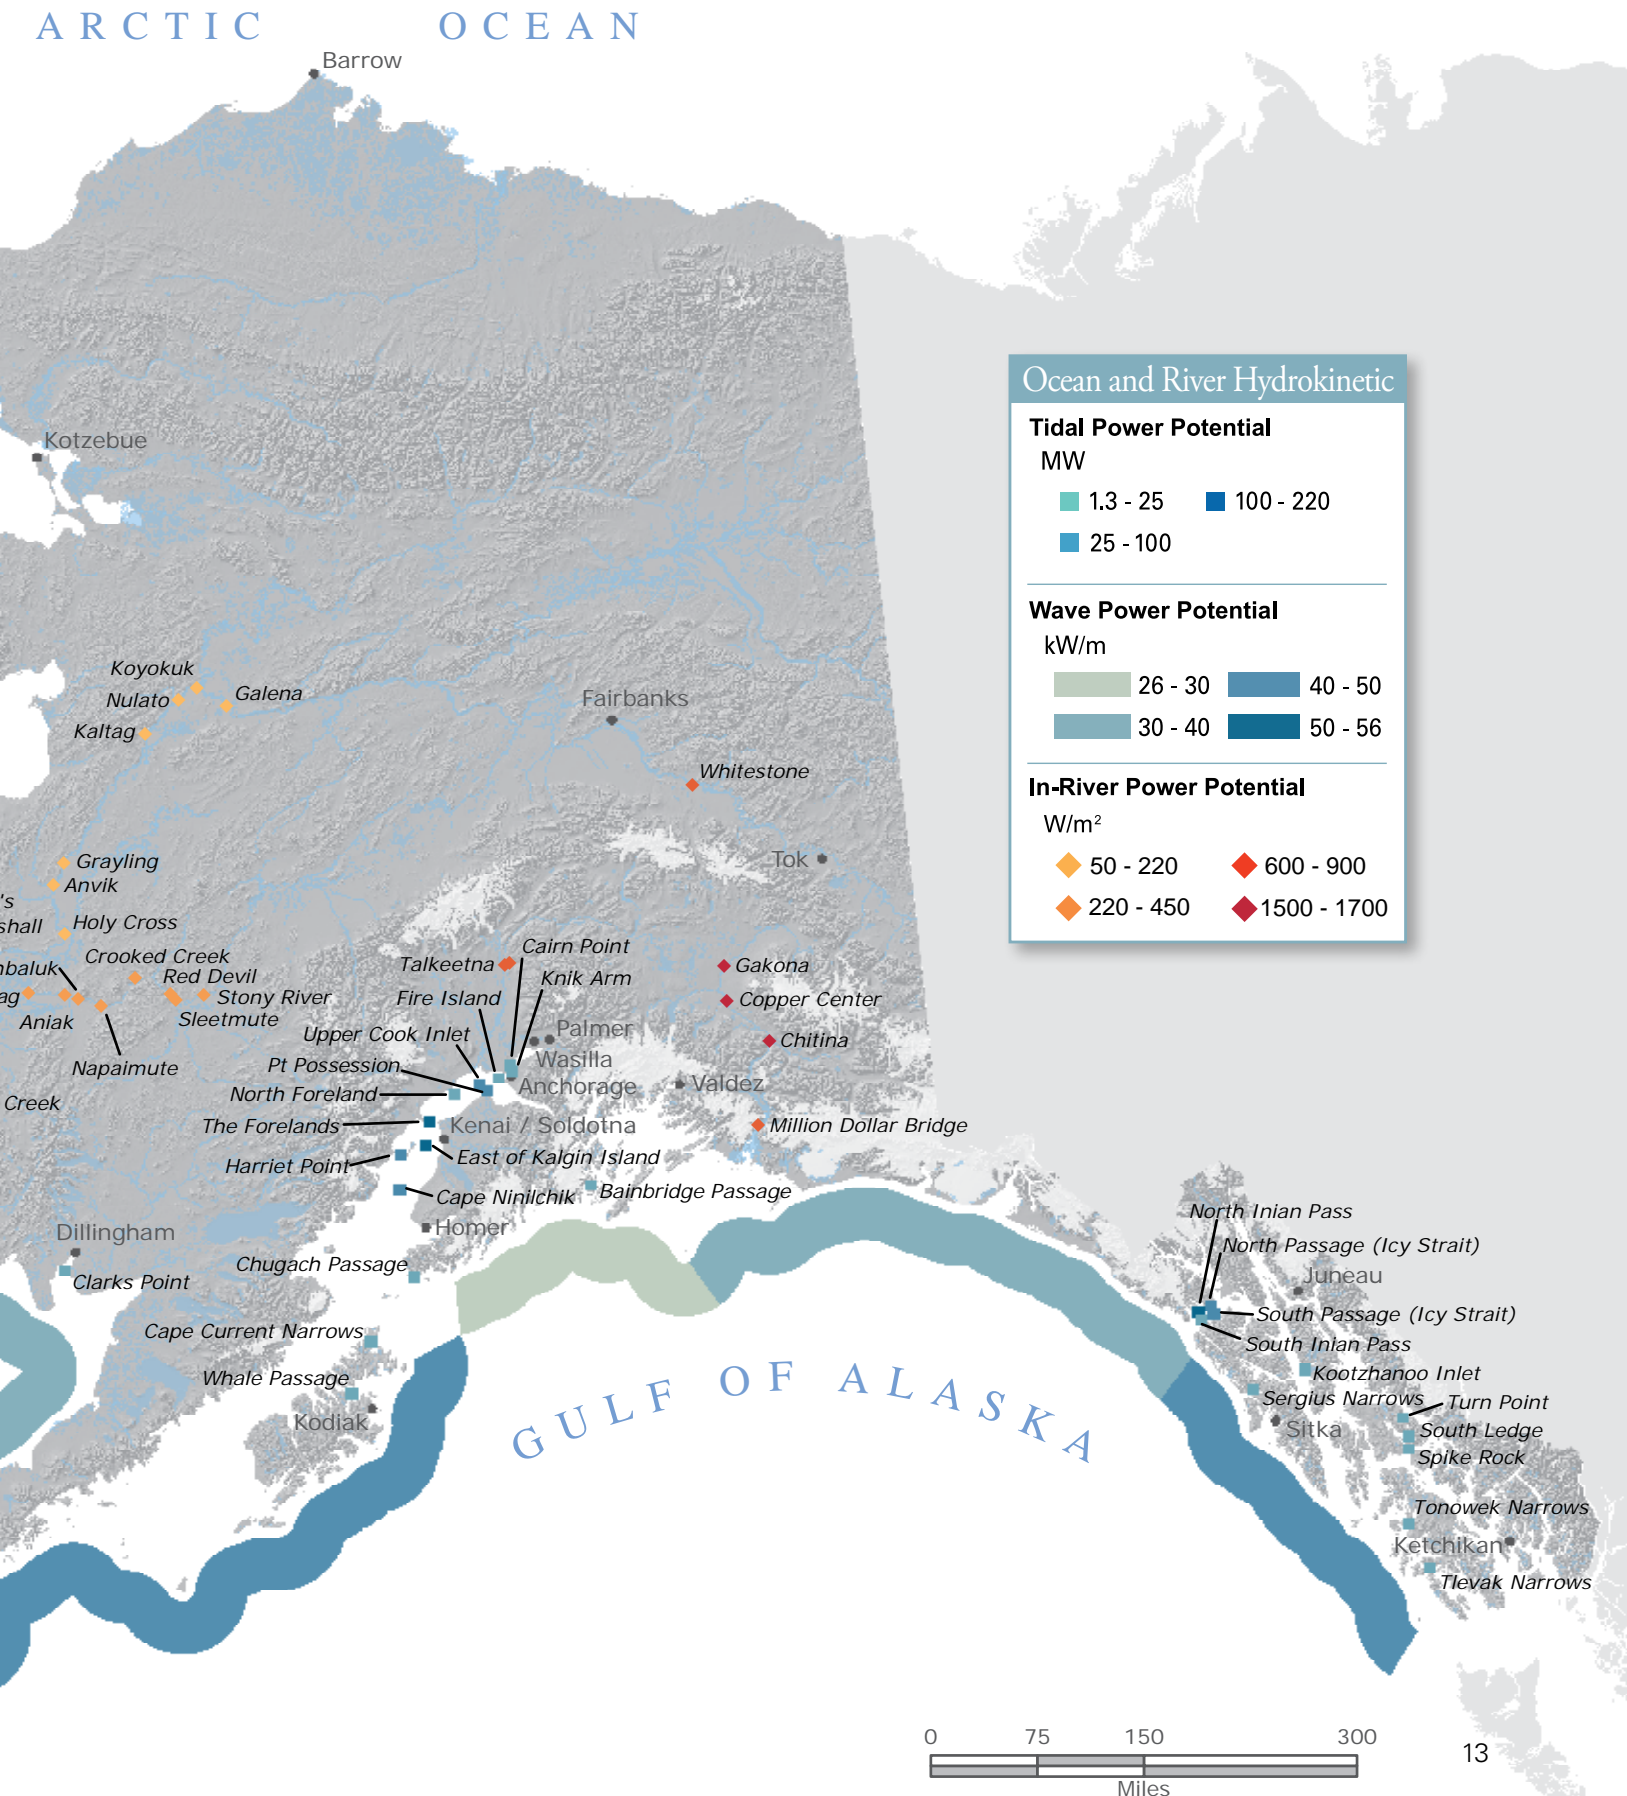 ARCTIC OCEAN
Barrow
Kotzebue
Ocean and River Hydrokinetic
Tidal Power Potential
MW
1.3 - 25
100 - 220
25 - 100
Wave Power Potential
kW/m
26 - 30
40 - 50
30 - 40
50 - 56
In-River Power Potential
W/m²
50 - 220
600 - 900
220 - 450
1500 - 1700
Koyokuk
Nulato
Galena
Kaltag
Fairbanks
Whitestone
Tok
Grayling
Anvik
's
shall
Holy Cross
Crooked Creek
mbaluk
Red Devil
ag
Stony River
Aniak
Sleetmute
Napaimute
Creek
Cairn Point
Talkeetna
Knik Arm
Fire Island
Upper Cook Inlet
Palmer
Wasilla
Pt Possession
Anchorage
North Foreland
The Forelands
Kenai / Soldotna
East of Kalgin Island
Harriet Point
Cape Ninilchik
Bainbridge Passage
Homer
Gakona
Copper Center
Chitina
Valdez
Million Dollar Bridge
Dillingham
Clarks Point
Chugach Passage
Cape Current Narrows
Whale Passage
Kodiak
GULF OF ALASKA
North Inian Pass
North Passage (Icy Strait)
Juneau
South Passage (Icy Strait)
South Inian Pass
Kootzhanoo Inlet
Sergius Narrows
Turn Point
Sitka
South Ledge
Spike Rock
Tonowek Narrows
Ketchikan
Tlevak Narrows
0 75 150 300
Miles
13